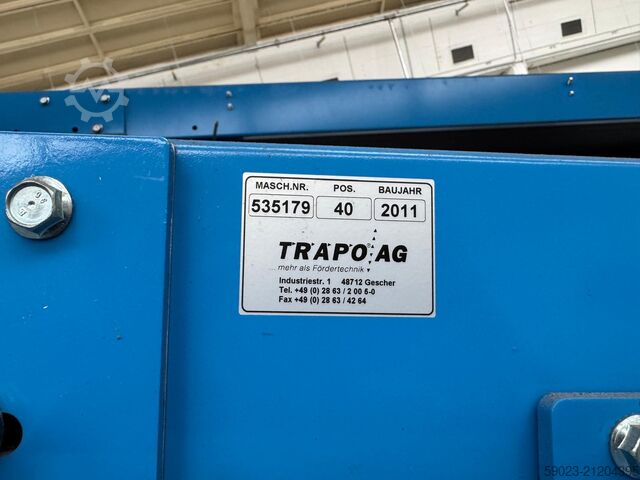 MASCH.NR. POS. BAUJAHR
535179 40 2011
TRAPO® AG
...mehr als Fördertechnik
Industriestr. 1 48712 Gescher
Tel. +49 (0) 28 63 / 2 00 5-0
Fax +49 (0) 28 63 / 42 64
59023-21204395